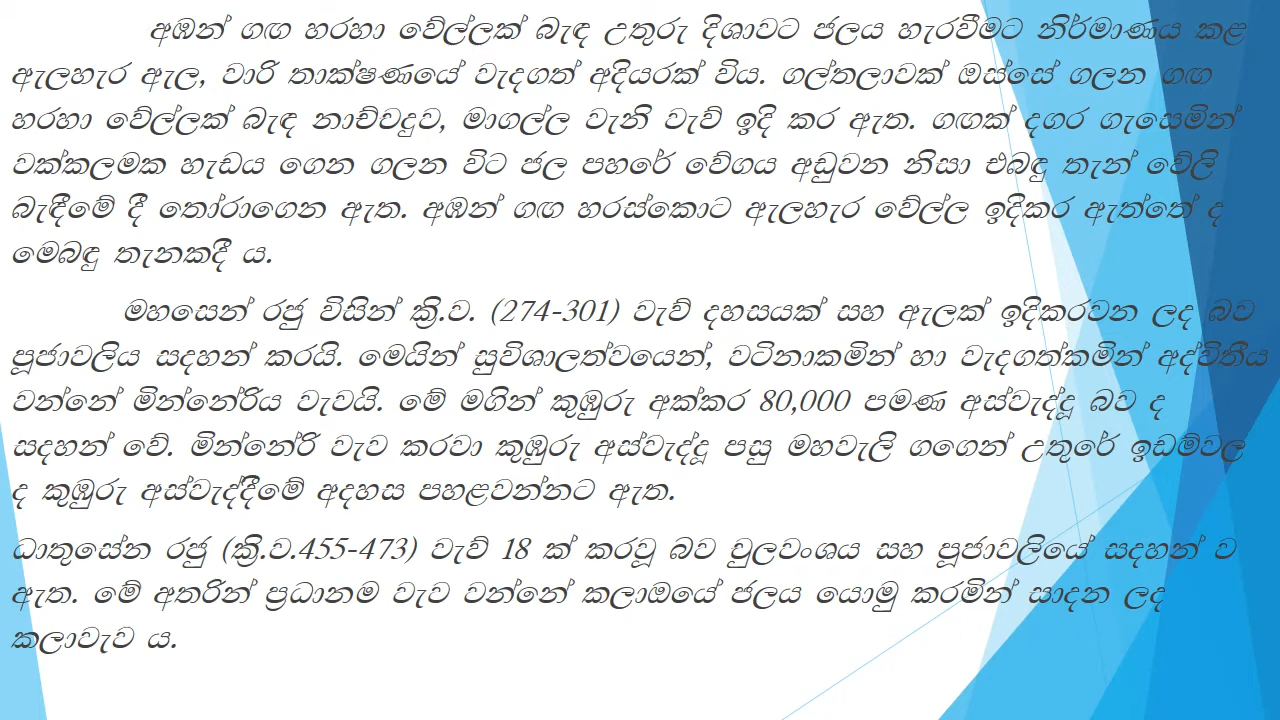 අඹන් ගඟ හරහා වේල්ලක් බැඳ උතුරු දිශාවට ජලය හැරවීමට නිර්මාණය කළ
ඇලහැර ඇල, වාරි තාක්ෂණයේ වැදගත් අදියරක් විය. ගල්තලාවක් ඔස්සේ ගලන ගඟ
හරහා වේල්ලක් බැඳ නාච්චදූව, මාගල්ල වැනි වැව් ඉදි කර ඇත. ගඟක් දඟර ගැසෙමින්
වක්කලමක හැඩය ගෙන ගලන විට ජල පහරේ වේගය අඩුවන නිසා එබඳු තැන් වේලි
බැඳීමේ දී තෝරාගෙන ඇත. අඹන් ගඟ හරස්කොට ඇලහැර වේල්ල ඉදිකර ඇත්තේ ද
මෙබඳු තැනකදී ය.
මහසෙන් රජු විසින් ක්‍රි.ව. (274-301) වැව් දහසයක් සහ ඇලක් ඉදිකරවන ලද බව
පූජාවලිය සදහන් කරයි. මෙයින් සුවිශාලත්වයෙන්, වටිනාකමින් හා වැදගත්කමින් අද්විතීය
වන්නේ මින්නේරිය වැවයි. මේ මගින් කුඹුරු අක්කර 80,000 පමණ අස්වැද්දූ බව ද
සදහන් වේ. මින්නේරි වැව කරවා කුඹුරු අස්වැද්දූ පසු මහවැලි ගගෙන් උතුරේ ඉඩම්වල
ද කුඹුරු අස්වැද්දීමේ අදහස පහළවන්නට ඇත.
ධාතුසේන රජු (ක්‍රි.ව.455-473) වැව් 18 ක් කරවූ බව චුලවංශය සහ පූජාවලියේ සදහන් ව
ඇත. මේ අතරින් ප්‍රධානම වැව වන්නේ කලාඔයේ ජලය යොමු කරමින් සාදන ලද
කලාවැව ය.